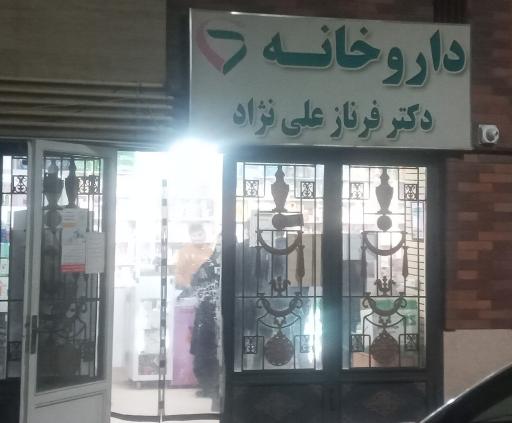 داروخانه
دکتر فرناز علی نژاد